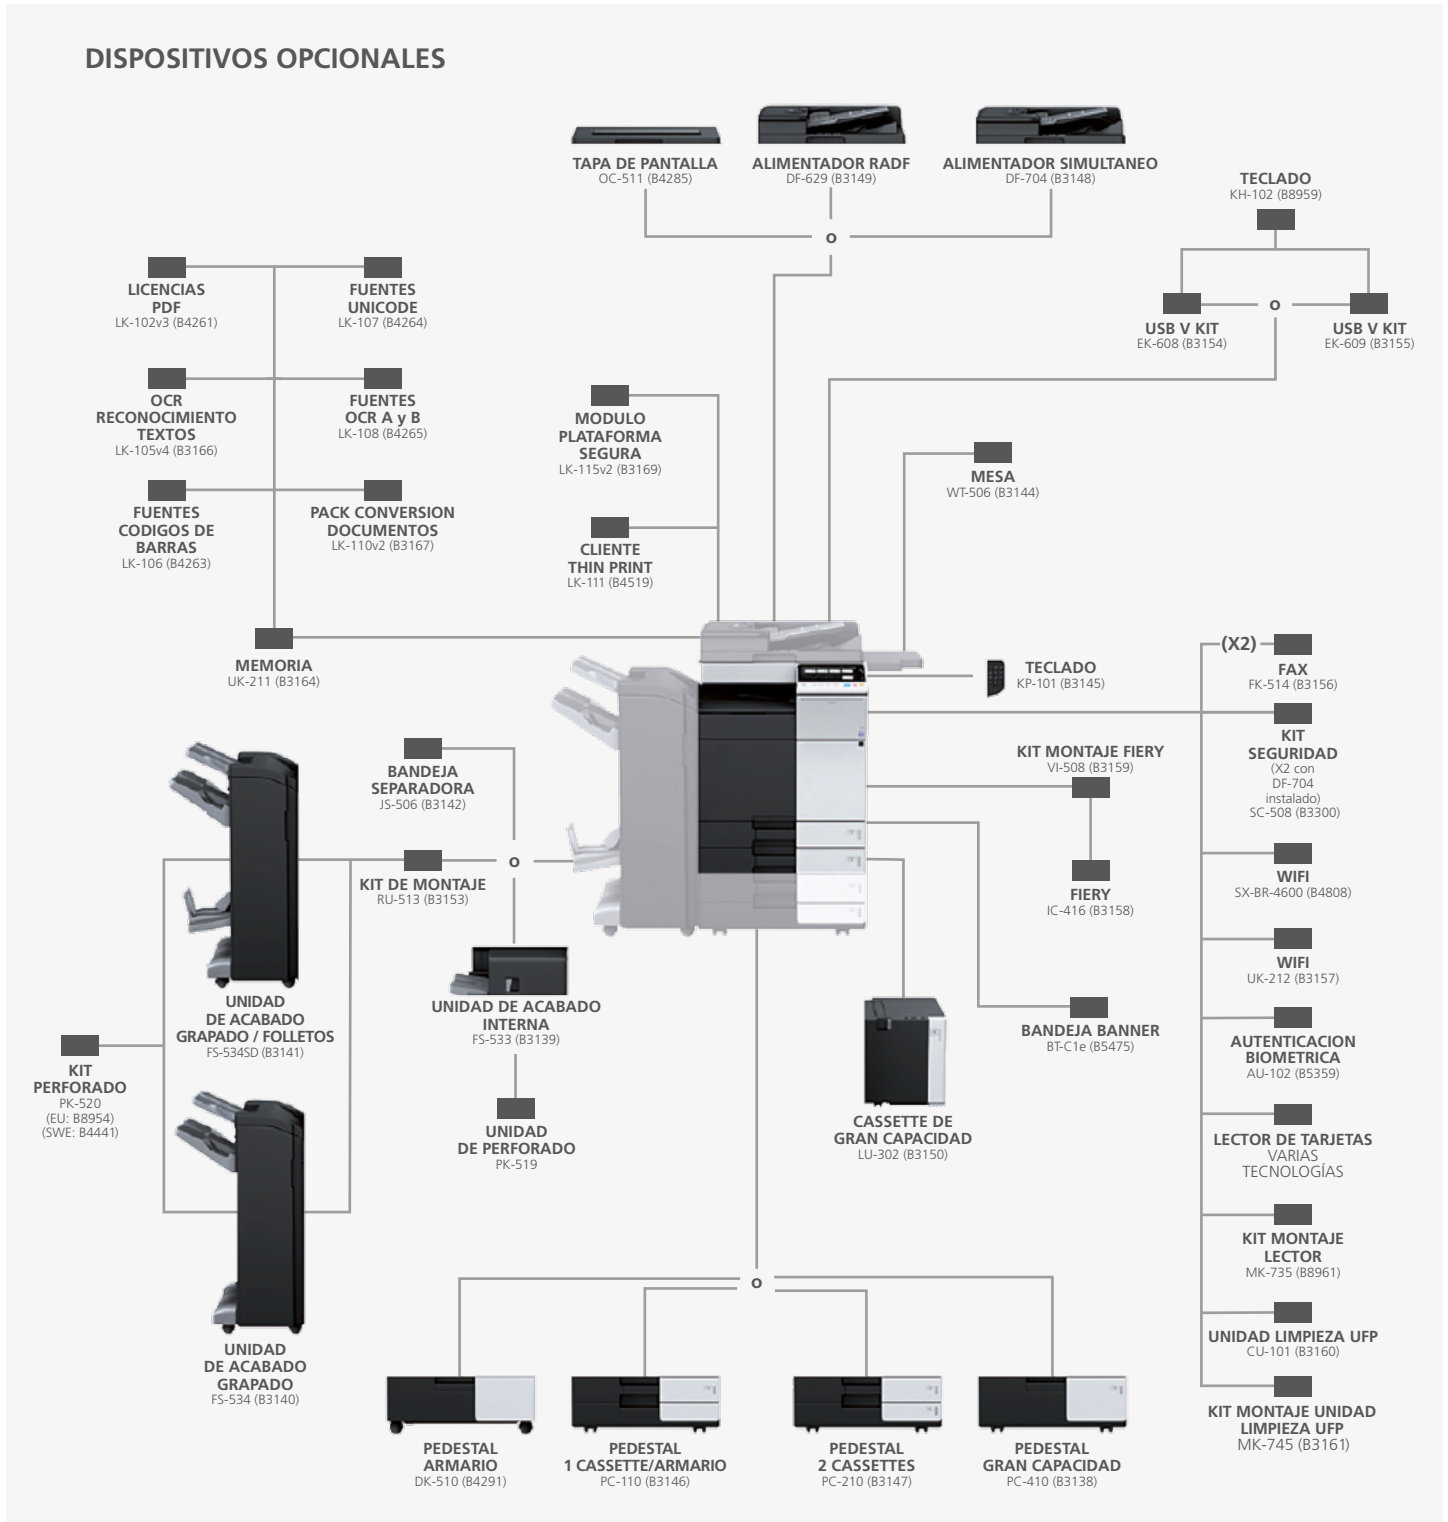 DISPOSITIVOS OPCIONALES
TAPA DE PANTALLA
OC-511 (B4285)
ALIMENTADOR RADF
DF-629 (B3149)
ALIMENTADOR SIMULTANEO
DF-704 (B3148)
o
TECLADO
KH-102 (B8959)
USB V KIT
EK-608 (B3154)
o
USB V KIT
EK-609 (B3155)
LICENCIAS
PDF
LK-102v3 (B4261)
FUENTES
UNICODE
LK-107 (B4264)
OCR
RECONOCIMIENTO
TEXTOS
LK-105v4 (B3166)
FUENTES
OCR A y B
LK-108 (B4265)
FUENTES
CODIGOS DE
BARRAS
LK-106 (B4263)
PACK CONVERSION
DOCUMENTOS
LK-110v2 (B3167)
MODULO
PLATAFORMA
SEGURA
LK-115v2 (B3169)
CLIENTE
THIN PRINT
LK-111 (B4519)
MESA
WT-506 (B3144)
MEMORIA
UK-211 (B3164)
TECLADO
KP-101 (B3145)
(X2)
FAX
FK-514 (B3156)
KIT
SEGURIDAD
(X2 con
DF-704
instalado)
SC-508 (B3300)
KIT MONTAJE FIERY
VI-508 (B3159)
FIERY
IC-416 (B3158)
WIFI
SX-BR-4600 (B4808)
WIFI
UK-212 (B3157)
BANDEJA
SEPARADORA
JS-506 (B3142)
o
KIT DE MONTAJE
RU-513 (B3153)
UNIDAD
DE ACABADO
GRAPADO / FOLLETOS
FS-534SD (B3141)
UNIDAD DE ACABADO
INTERNA
FS-533 (B3139)
BANDEJA BANNER
BT-C1e (B5475)
AUTENTICACION
BIOMETRICA
AU-102 (B5359)
KIT
PERFORADO
PK-520
(EU: B8954)
(SWE: B4441)
UNIDAD
DE PERFORADO
PK-519
CASSETTE DE
GRAN CAPACIDAD
LU-302 (B3150)
LECTOR DE TARJETAS
VARIAS
TECNOLOGÍAS
KIT MONTAJE
LECTOR
MK-735 (B8961)
o
UNIDAD LIMPIEZA UFP
CU-101 (B3160)
UNIDAD
DE ACABADO
GRAPADO
FS-534 (B3140)
KIT MONTAJE UNIDAD
LIMPIEZA UFP
MK-745 (B3161)
PEDESTAL
ARMARIO
DK-510 (B4291)
PEDESTAL
1 CASSETTE/ARMARIO
PC-110 (B3146)
PEDESTAL
2 CASSETTES
PC-210 (B3147)
PEDESTAL
GRAN CAPACIDAD
PC-410 (B3138)